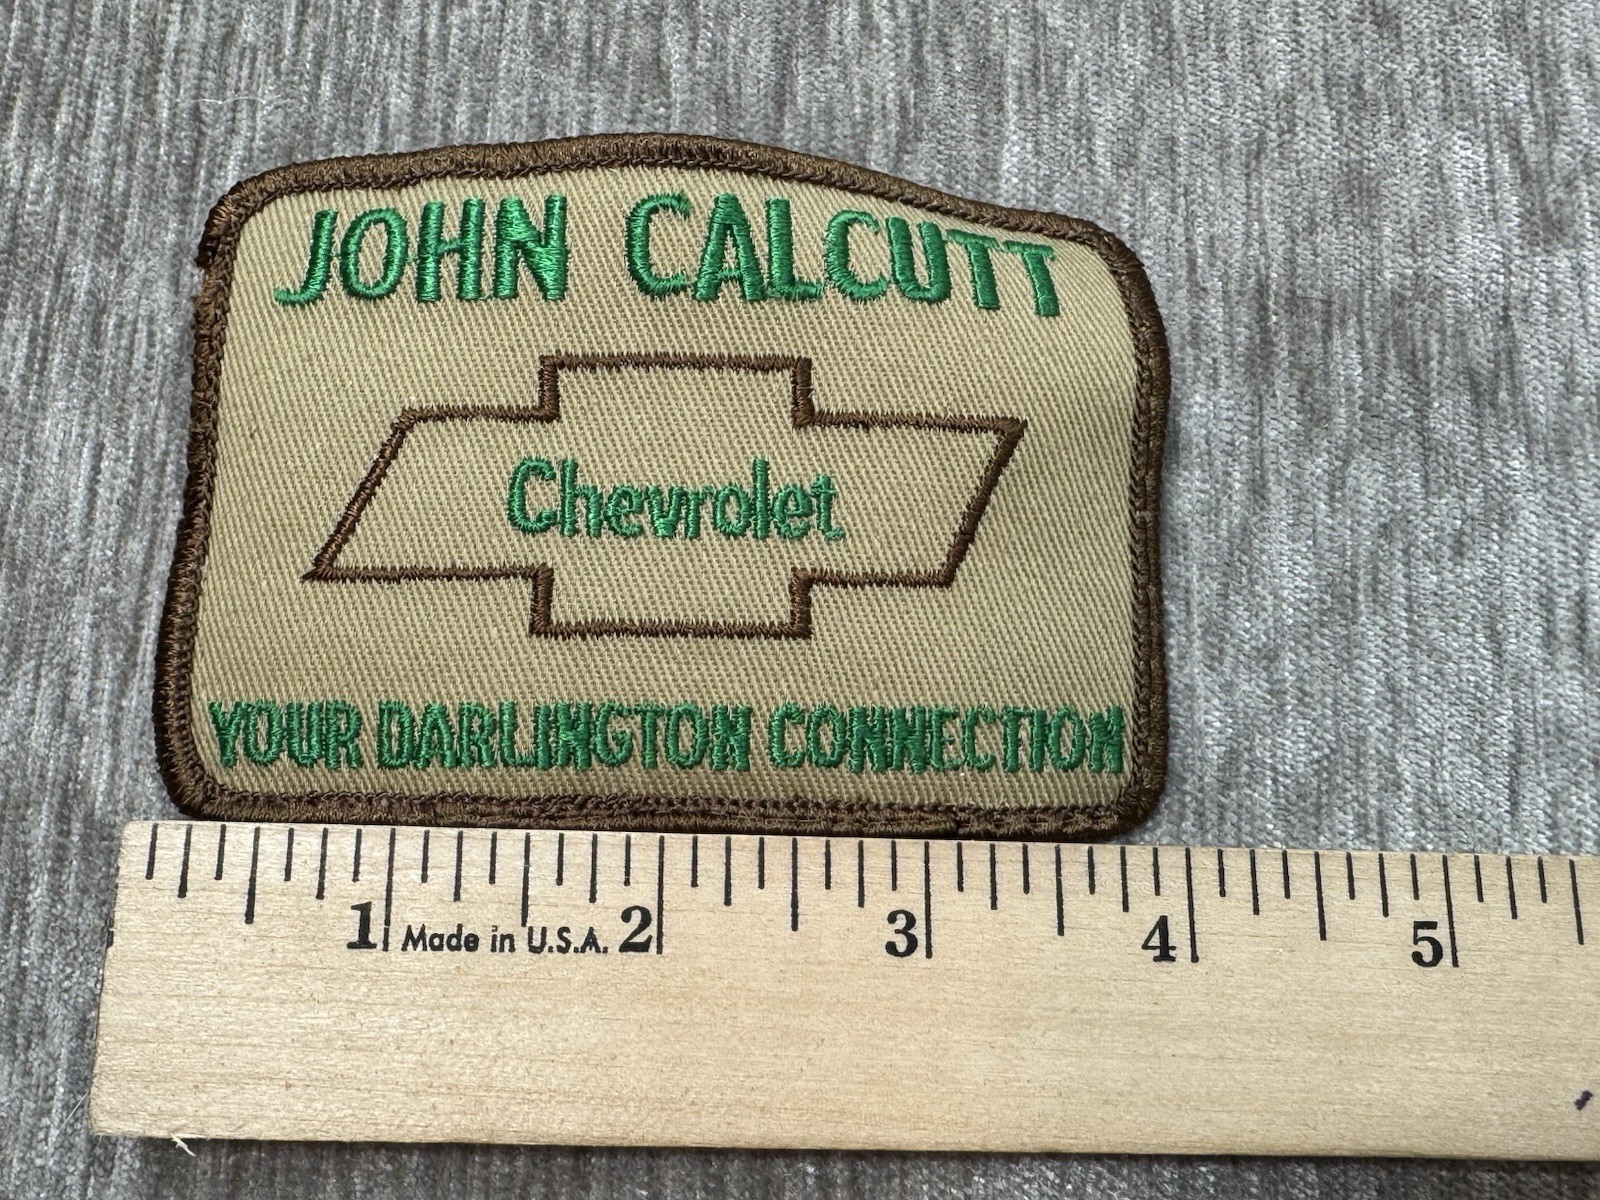 JOHN CALCUTT
Chevrolet
YOUR DARLINGTON CONNECTION
1 Made in U.S.A. 2 3 4 5